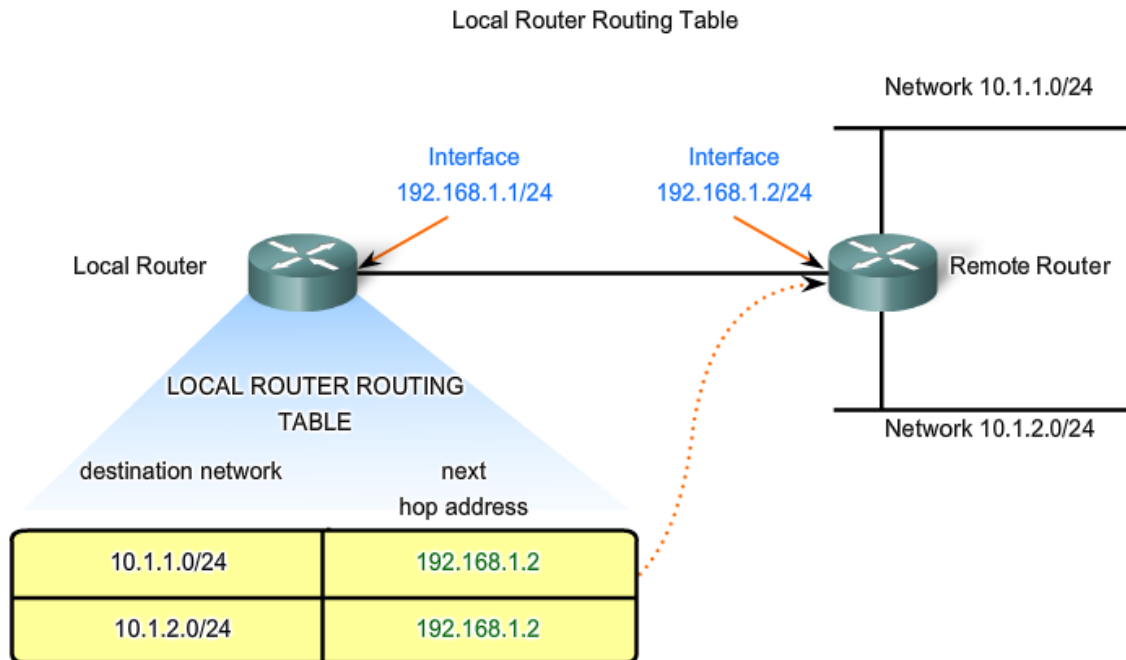 Local Router Routing Table
Network 10.1.1.0/24
Interface
192.168.1.1/24
Interface
192.168.1.2/24
Local Router
Remote Router
LOCAL ROUTER ROUTING
TABLE
Network 10.1.2.0/24
destination network
next
hop address
10.1.1.0/24
192.168.1.2
10.1.2.0/24
192.168.1.2